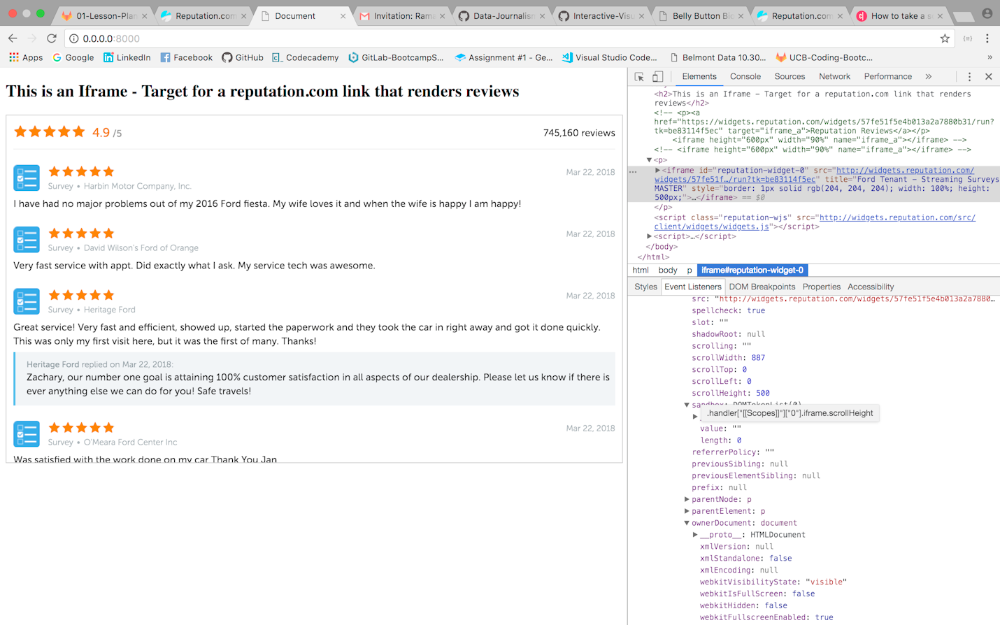 01-Lesson-Plan
Reputation.com
Document
Invitation: Rama
Data-Journalism
Interactive-Visu
Belly Button Bio
Reputation.com
How to take a s
0.0.0.0:8000
Apps
Google
LinkedIn
Facebook
GitHub
Codecademy
GitLab-BootcampS...
Assignment #1 - Ge...
Visual Studio Code...
Belmont Data 10.30...
UCB-Coding-Bootc...
»
This is an Iframe - Target for a reputation.com link that renders reviews
4.9 /5
745,160 reviews
Mar 22, 2018
Survey • Harbin Motor Company, Inc.
I have had no major problems out of my 2016 Ford fiesta. My wife loves it and when the wife is happy I am happy!
Mar 22, 2018
Survey • David Wilson's Ford of Orange
Very fast service with appt. Did exactly what I ask. My service tech was awesome.
Mar 22, 2018
Survey • Heritage Ford
Great service! Very fast and efficient, showed up, started the paperwork and they took the car in right away and got it done quickly.
This was only my first visit here, but it was the first of many. Thanks!
Heritage Ford replied on Mar 22, 2018:
Zachary, our number one goal is attaining 100% customer satisfaction in all aspects of our dealership. Please let us know if there is
ever anything else we can do for you! Safe travels!
Mar 22, 2018
Survey • O'Meara Ford Center Inc
Was satisfied with the work done on my car Thank You Jan
Elements Console Sources Network Performance »
<h2>This is an Iframe - Target for a reputation.com link that renders
reviews</h2>
<!-- <p><a
href="https://widgets.reputation.com/widgets/57fe51f5e4b013a2a7880b31/run?
tk=be83114f5ec" target="iframe_a">Reputation Reviews</a></p>
<iframe height="600px" width="90%" name="iframe_a"></iframe> -->
<!-- <iframe height="600px" width="90%" name="iframe_a"></iframe> -->
▼<p>
... ▶<iframe id="reputation-widget-0" src="http://widgets.reputation.com/
widgets/57fe51f…/run?tk=be83114f5ec" title="Ford Tenant - Streaming Surveys
MASTER" style="border: 1px solid rgb(204, 204, 204); width: 100%; height:
500px;">…</iframe> == $0
</p>
<script class="reputation-wjs" src="http://widgets.reputation.com/src/
client/widgets/widgets.js"></script>
▶<script>…</script>
</body>
</html>
html body p iframe#reputation-widget-0
Styles Event Listeners DOM Breakpoints Properties Accessibility
src: "http://widgets.reputation.com/widgets/57fe51f5e4b013a2a7880…
spellcheck: true
slot: ""
shadowRoot: null
scrolling: ""
scrollWidth: 887
scrollTop: 0
scrollLeft: 0
scrollHeight: 500
▼sandbox: DOMTokenList(0)
.handler["[[Scopes]]"]["0"].iframe.scrollHeight
value: ""
length: 0
referrerPolicy: ""
previousSibling: null
previousElementSibling: null
prefix: null
▶parentNode: p
▶parentElement: p
▼ownerDocument: document
▶__proto__: HTMLDocument
xmlVersion: null
xmlStandalone: false
xmlEncoding: null
webkitVisibilityState: "visible"
webkitIsFullScreen: false
webkitHidden: false
webkitFullscreenEnabled: true